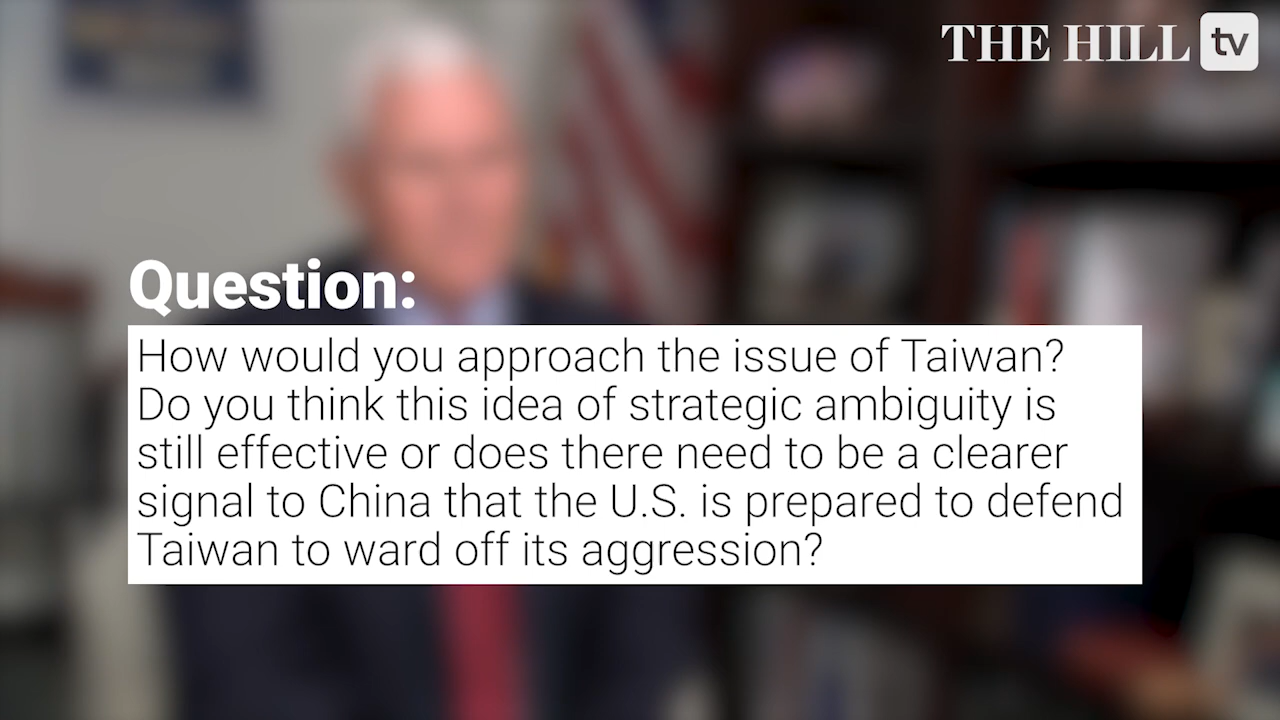 THE HILL tv
Question:
How would you approach the issue of Taiwan?
Do you think this idea of strategic ambiguity is
still effective or does there need to be a clearer
signal to China that the U.S. is prepared to defend
Taiwan to ward off its aggression?